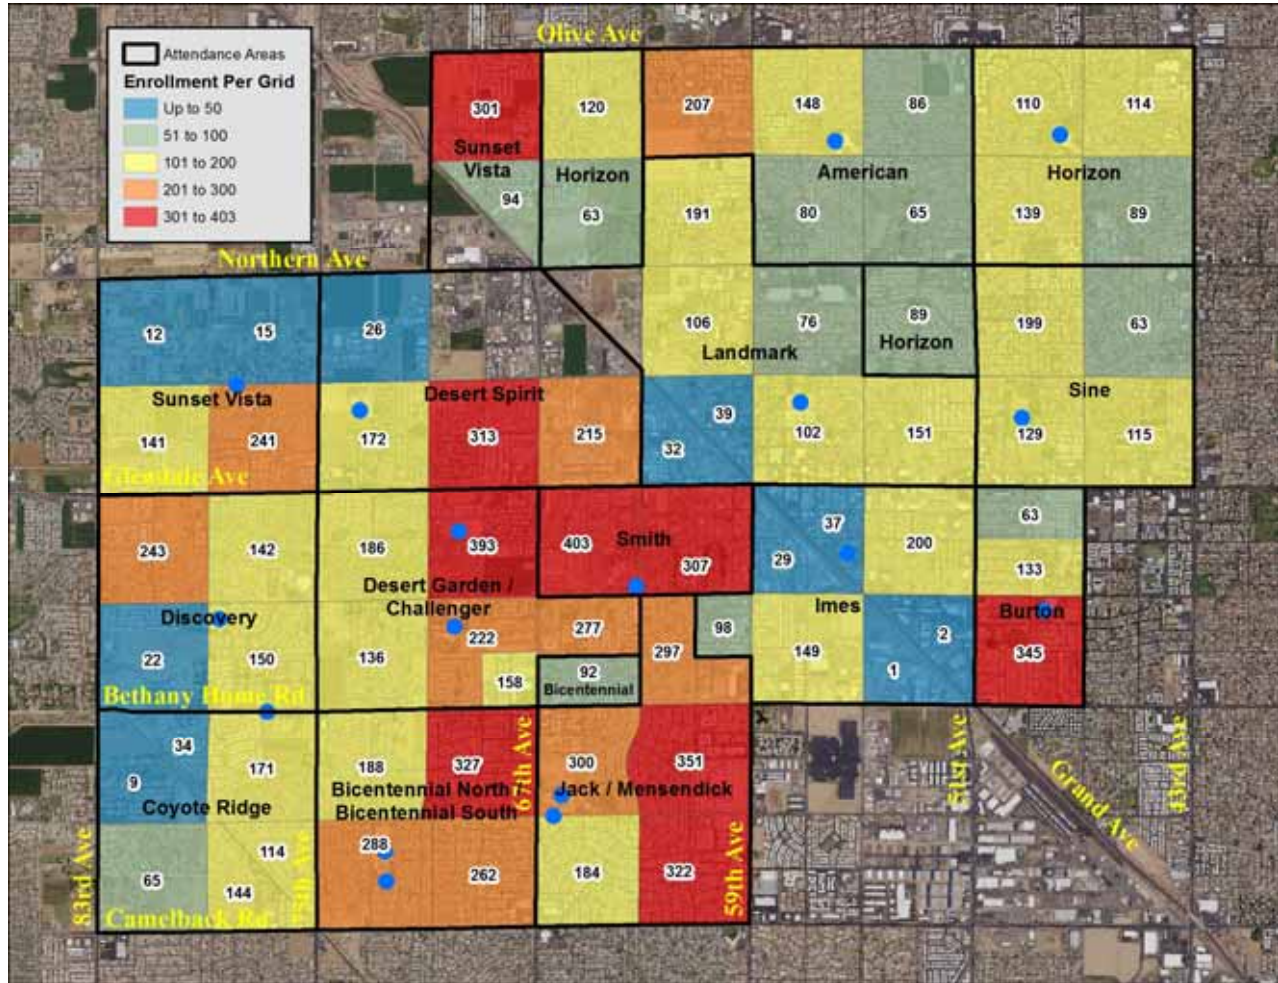 Olive Ave
Attendance Areas
Enrollment Per Grid
Up to 50
51 to 100
101 to 200
201 to 300
301 to 403
301
120
207
148
86
110
114
Sunset
Vista
Horizon
American
Horizon
94
63
191
80
65
139
89
Northern Ave
12
15
26
106
76
89
199
63
Landmark
Horizon
Sunset Vista
Desert Spirit
Sine
141
241
172
313
215
32
39
102
151
129
115
Glendale Ave
243
142
186
393
403
Smith
307
29
37
200
63
133
Desert Garden /
Challenger
Discovery
Imes
Burton
22
150
136
222
277
297
98
149
1
2
345
158
92
Bicentennial
Bethany Home Rd
9
34
171
188
327
300
351
Coyote Ridge
Bicentennial North /
Bicentennial South
Jack / Mensendick
65
114
144
288
262
184
322
83rd Ave
75th Ave
67th Ave
59th Ave
51st Ave
Grand Ave
43rd Ave
Camelback Rd